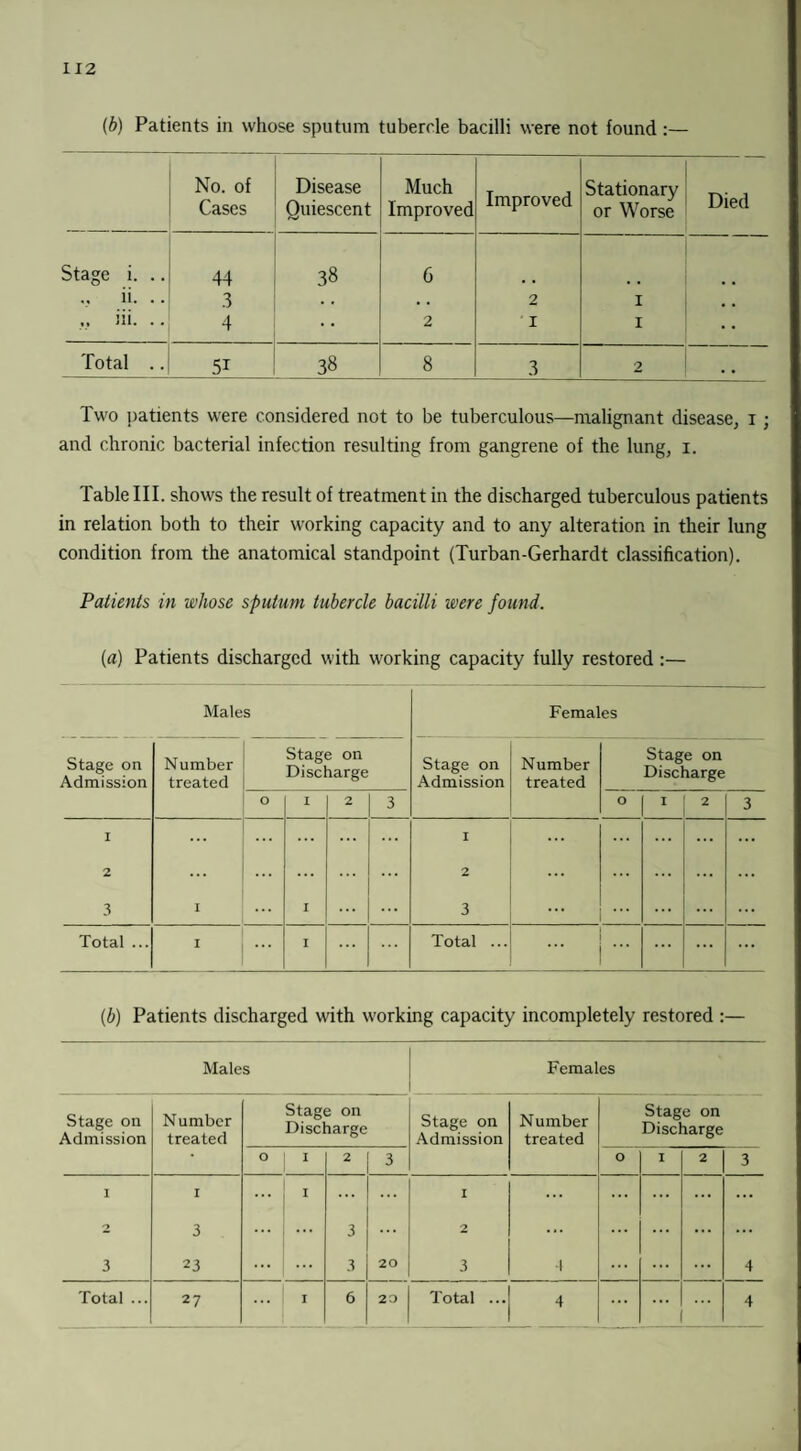 112
(b) Patients in whose sputum tubercle bacilli were not found :—
No. of Cases | Disease Quiescent | Much Improved | Improved | Stationary or Worse | Died
Stage i. .. | 44 | 38 | 6 | .. | .. | ..
„ ii. .. | 3 | .. | .. | 2 | 1 | ..
„ iii. .. | 4 | .. | 2 | 1 | 1 | ..
Total .. | 51 | 38 | 8 | 3 | 2 | ..
Two patients were considered not to be tuberculous—malignant disease, 1 ;
and chronic bacterial infection resulting from gangrene of the lung, 1.
Table III. shows the result of treatment in the discharged tuberculous patients
in relation both to their working capacity and to any alteration in their lung
condition from the anatomical standpoint (Turban-Gerhardt classification).
Patients in whose sputum tubercle bacilli were found.
(a) Patients discharged with working capacity fully restored :—
Males | Females
Stage on Admission | Number treated | Stage on Discharge | Stage on Admission | Number treated | Stage on Discharge
0 | 1 | 2 | 3 | 0 | 1 | 2 | 3
1 | ... | ... | ... | ... | ... | 1 | ... | ... | ... | ... | ...
2 | ... | ... | ... | ... | ... | 2 | ... | ... | ... | ... | ...
3 | 1 | ... | 1 | ... | ... | 3 | ... | ... | ... | ... | ...
Total ... | 1 | ... | 1 | ... | ... | Total ... | ... | ... | ... | ... | ...
(b) Patients discharged with working capacity incompletely restored :—
Males | Females
Stage on Admission | Number treated | Stage on Discharge | Stage on Admission | Number treated | Stage on Discharge
0 | 1 | 2 | 3 | 0 | 1 | 2 | 3
1 | 1 | ... | 1 | ... | ... | 1 | ... | ... | ... | ... | ...
2 | 3 | ... | ... | 3 | ... | 2 | ... | ... | ... | ... | ...
3 | 23 | ... | ... | 3 | 20 | 3 | 4 | ... | ... | ... | 4
Total ... | 27 | ... | 1 | 6 | 20 | Total ... | 4 | ... | ... | ... | 4